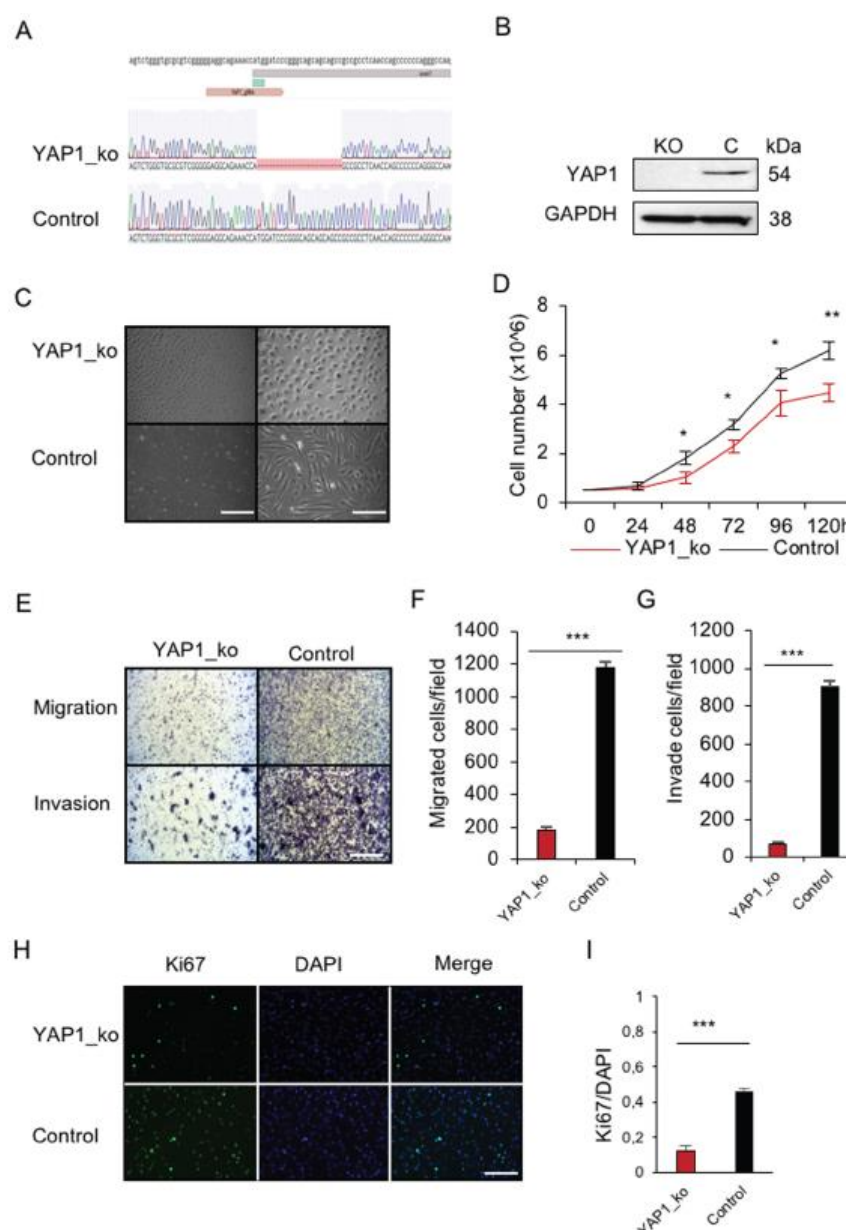 A
YAP1_ko
Control
B
KO C kDa
YAP1 54
GAPDH 38
C
YAP1_ko
Control
D
Cell number (x10^6)
8
6
4
2
0
* * * **
0 24 48 72 96 120h
YAP1_ko Control
E
YAP1_ko Control
Migration
Invasion
F
Migrated cells/field
1400
1200
1000
800
600
400
200
0
***
YAP1_ko Control
G
Invade cells/field
1200
1000
800
600
400
200
0
***
YAP1_ko Control
H
Ki67 DAPI Merge
YAP1_ko
Control
I
Ki67/DAPI
1
0,8
0,6
0,4
0,2
0
***
YAP1_ko Control